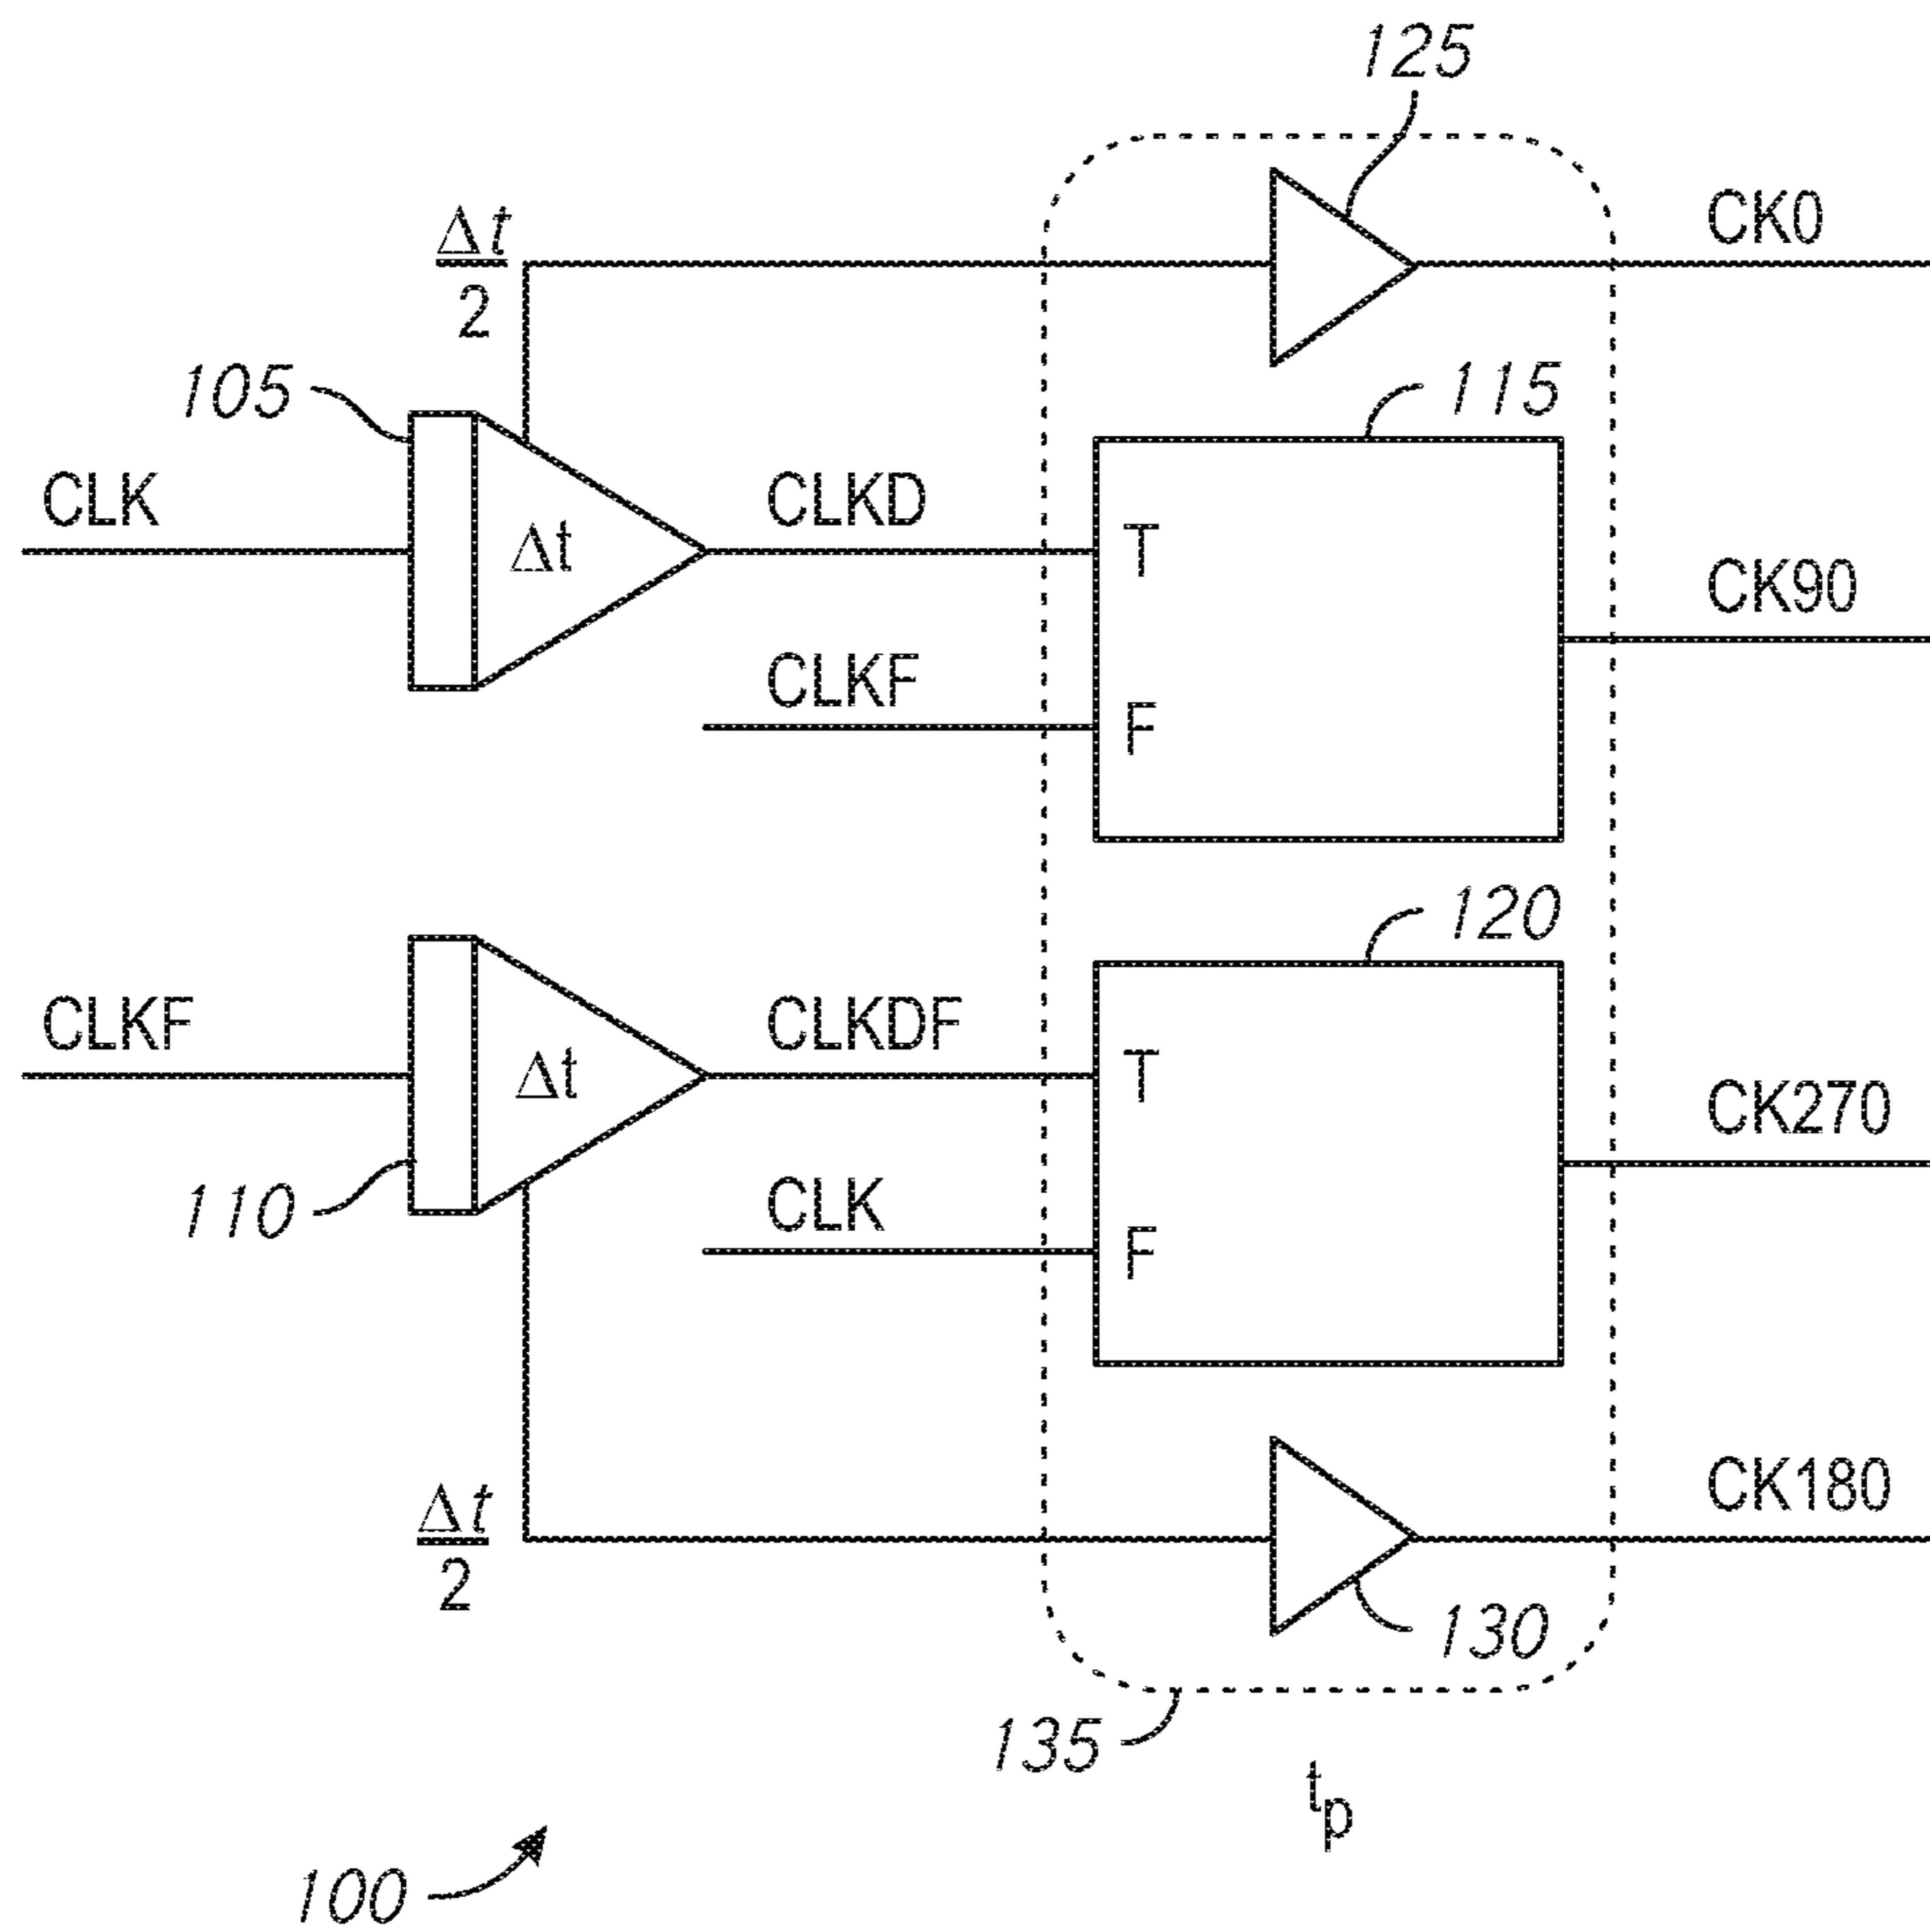 125
CK0
Δt
2
105
115
CLK
CLKD
Δt
T
CK90
CLKF
F
120
CLKF
CLKDF
Δt
T
CK270
110
CLK
F
Δt
2
CK180
130
135
tp
100